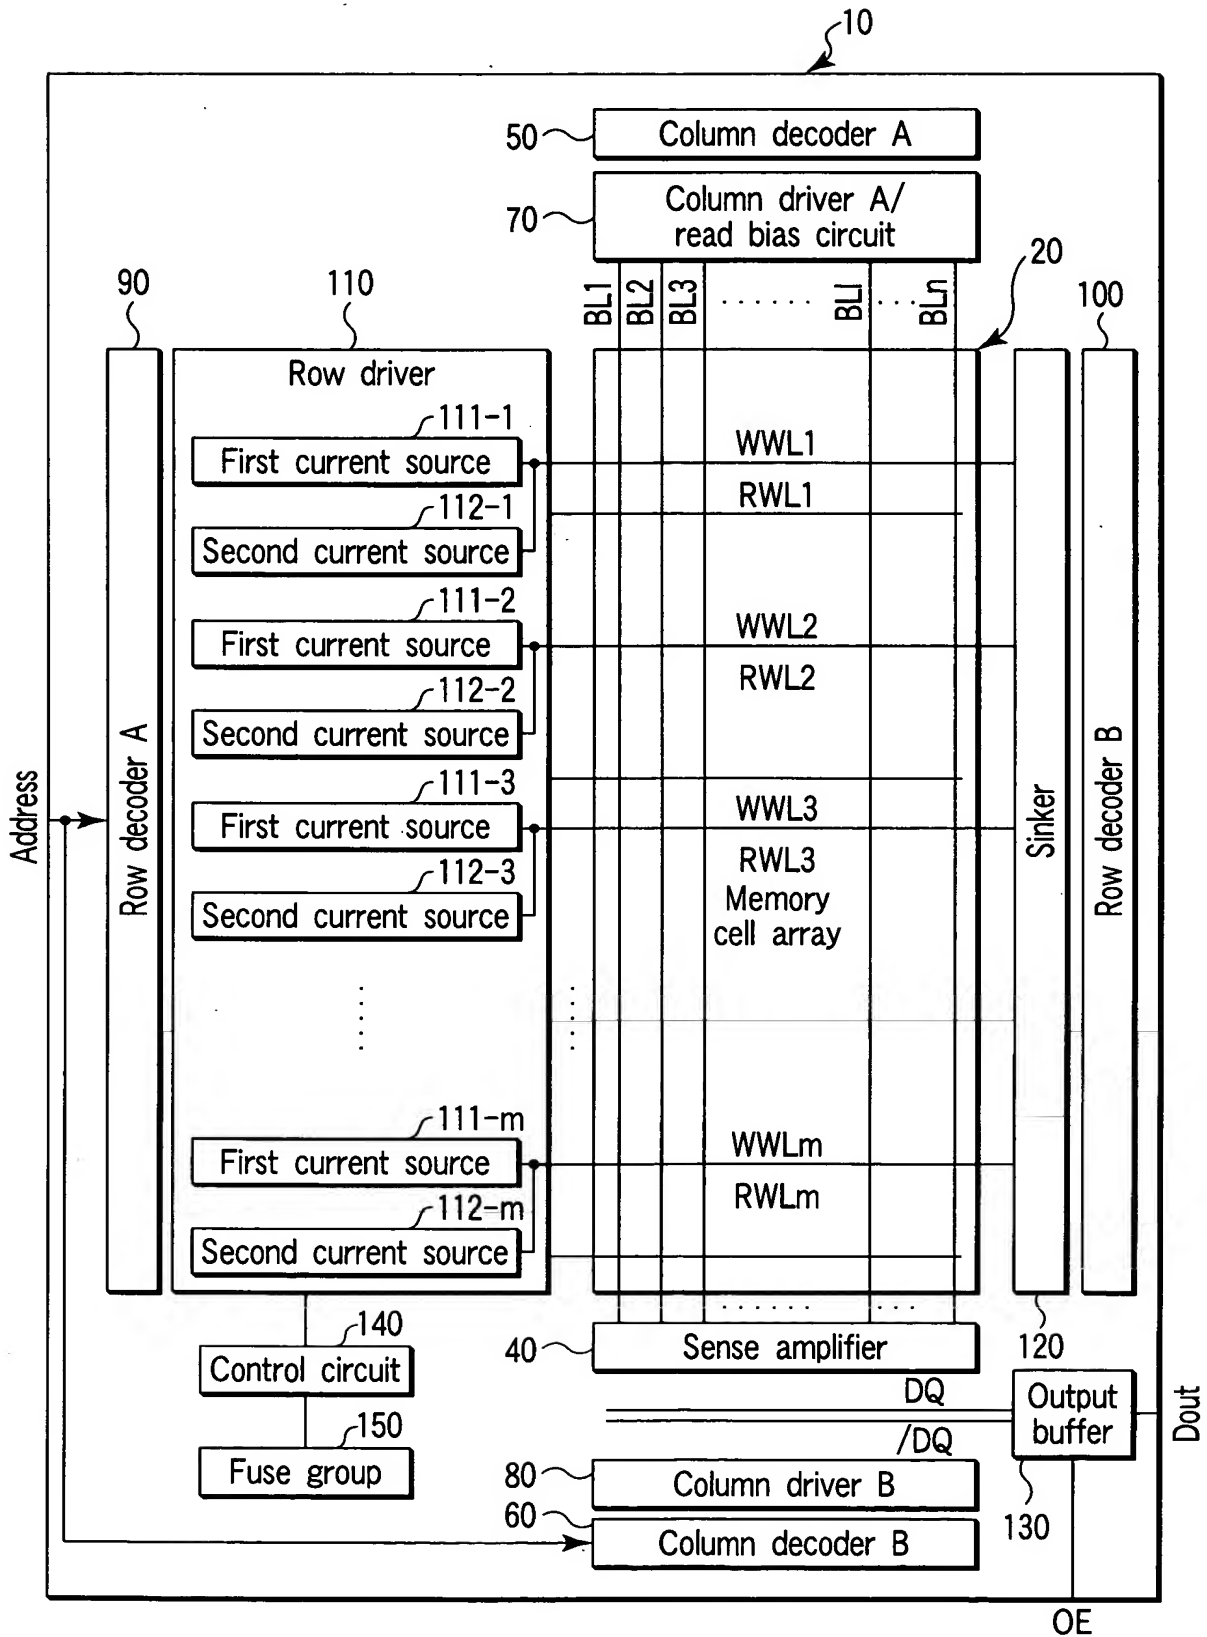 10
50
Column decoder A
70
Column driver A/
read bias circuit
20
90
110
BL1
BL2
BL3
BLl
BLn
100
Row driver
111-1
First current source
WWL1
112-1
RWL1
Second current source
111-2
First current source
WWL2
112-2
RWL2
Second current source
111-3
First current source
WWL3
112-3
RWL3
Second current source
Memory
cell array
Address
Row decoder A
Sinker
Row decoder B
111-m
First current source
WWLm
112-m
RWLm
Second current source
140
Control circuit
40
Sense amplifier
120
150
Fuse group
DQ
/DQ
Output
buffer
Dout
80
Column driver B
130
60
Column decoder B
OE